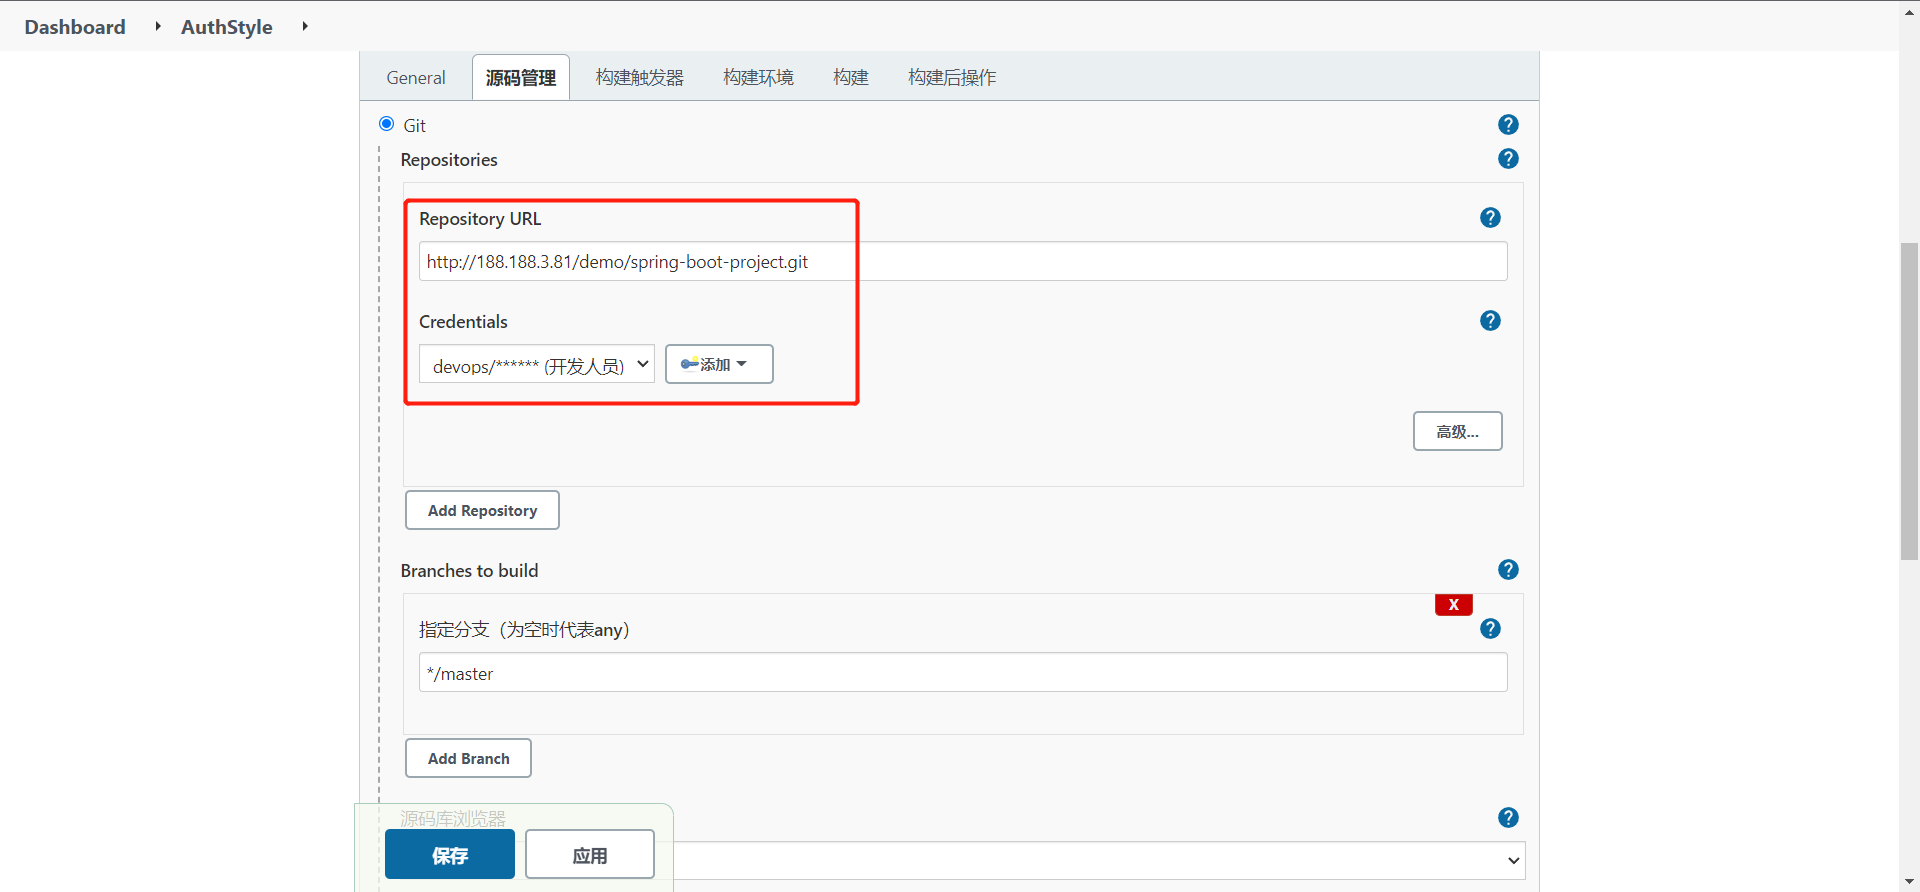 Dashboard AuthStyle
General 源码管理 构建触发器 构建环境 构建 构建后操作
Git ?
Repositories ?
Repository URL ?
http://188.188.3.81/demo/spring-boot-project.git
Credentials ?
devops/****** (开发人员) 添加
高级...
Add Repository
Branches to build ?
X
指定分支（为空时代表any） ?
*/master
Add Branch
源码库浏览器 ?
保存 应用